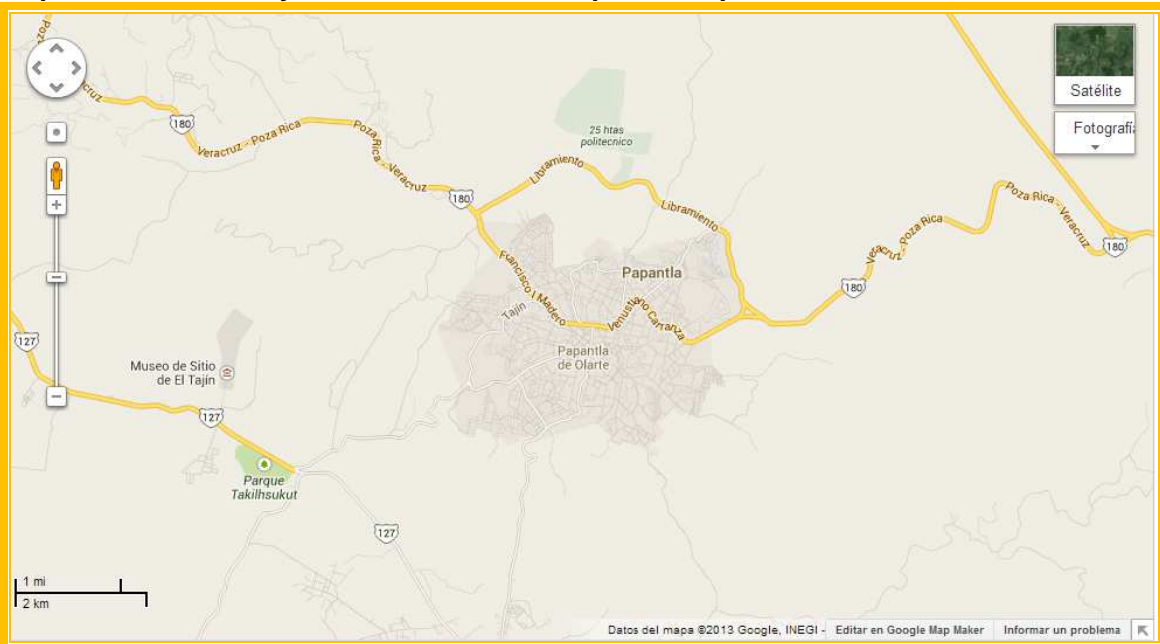 Poza
cruz
180
Veracruz - Poza Rica
Poza
Rica -
Veracruz
180
25 htas
politecnico
Libramiento
Libramiento
Satélite
Fotografía
Poza Rica - Veracruz
180
Veracruz - Poza Rica
180
Francisco I Madero
Tajín
Papantla
Venustiano Carranza
Papantla
de Olarte
127
Museo de Sitio
de El Tajín
127
Parque
Takilhsukut
127
1 mi
2 km
Datos del mapa ©2013 Google, INEGI - Editar en Google Map Maker Informar un problema